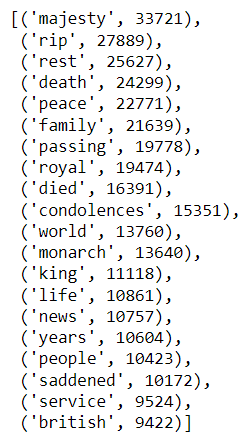 [('majesty', 33721),
('rip', 27889),
('rest', 25627),
('death', 24299),
('peace', 22771),
('family', 21639),
('passing', 19778),
('royal', 19474),
('died', 16391),
('condolences', 15351),
('world', 13760),
('monarch', 13640),
('king', 11118),
('life', 10861),
('news', 10757),
('years', 10604),
('people', 10423),
('saddened', 10172),
('service', 9524),
('british', 9422)]